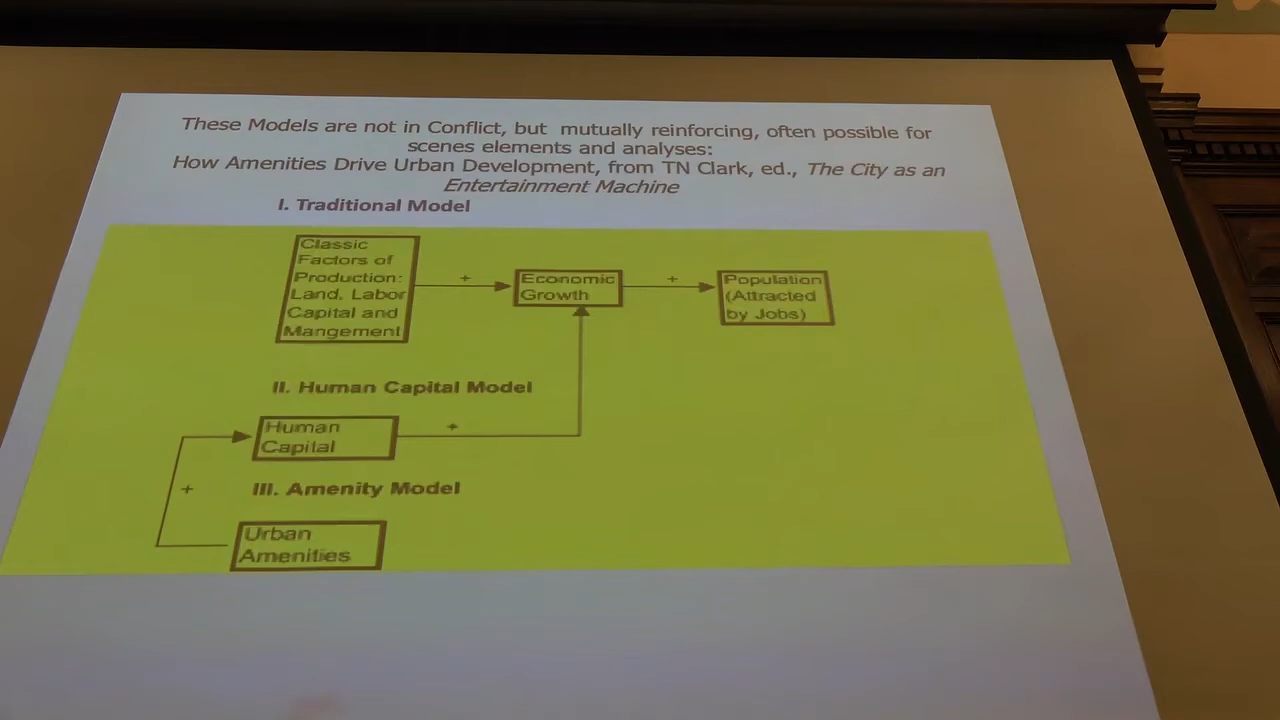 These Models are not in Conflict, but mutually reinforcing, often possible for
scenes elements and analyses:
How Amenities Drive Urban Development, from TN Clark, ed., The City as an
Entertainment Machine
I. Traditional Model
Classic
Factors of
Production:
Land, Labor
Capital and
Mangement
+
Economic
Growth
+
Population
(Attracted
by Jobs)
II. Human Capital Model
Human
Capital
+
+
III. Amenity Model
Urban
Amenities